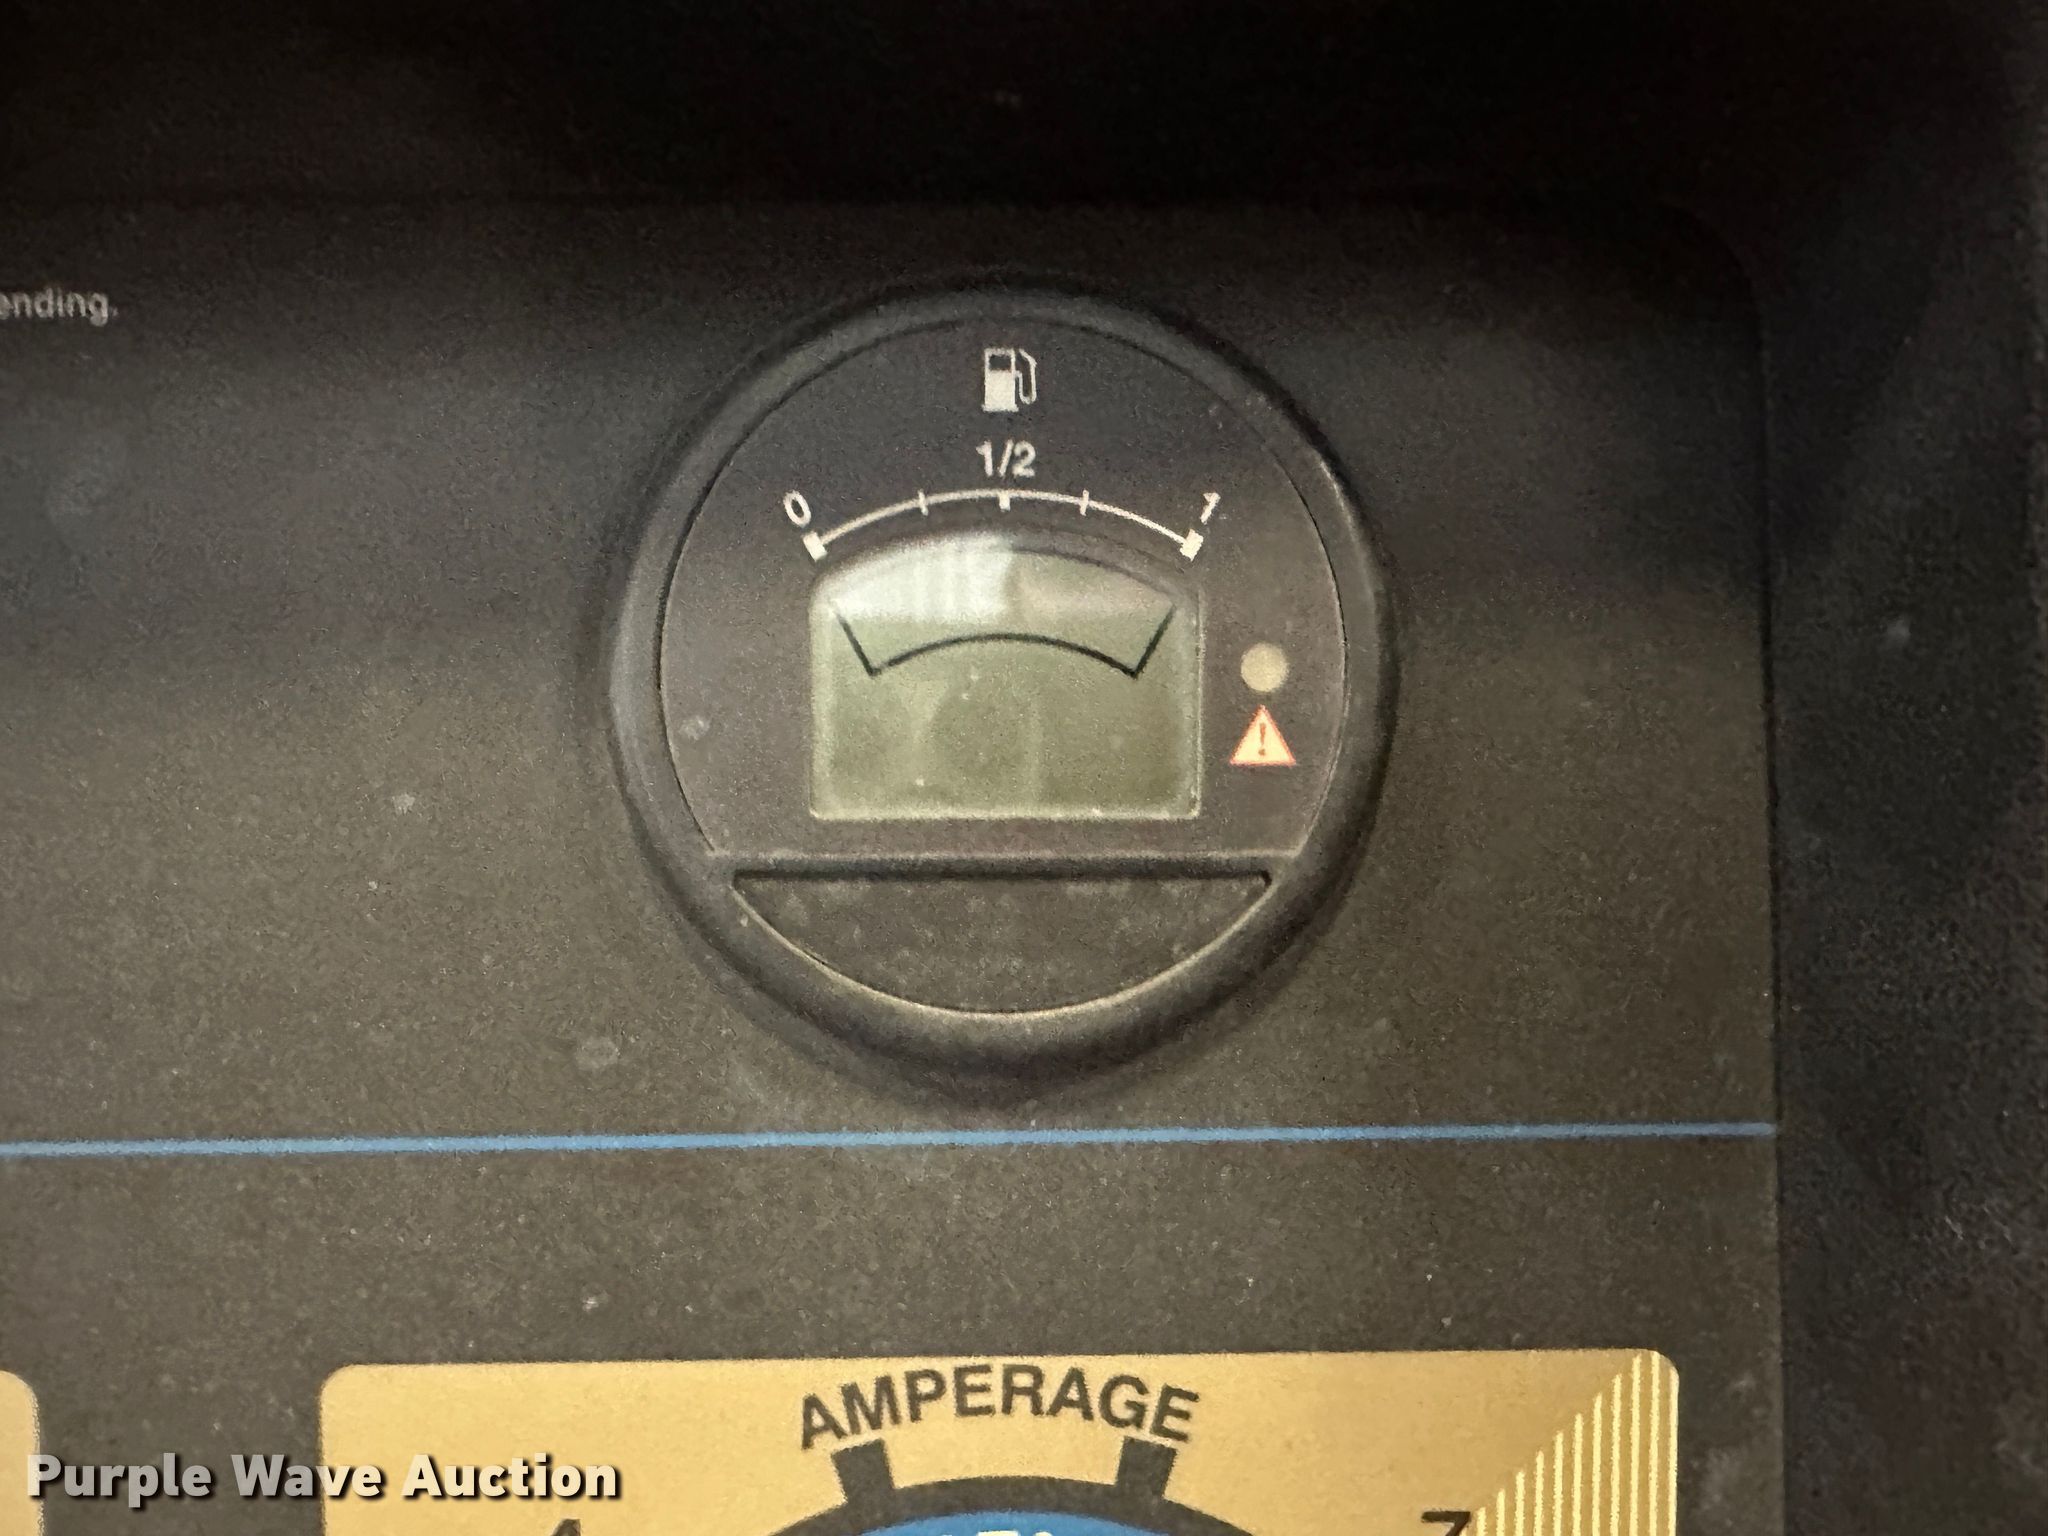 ending.
1/2
0 1
AMPERAGE
Purple Wave Auction